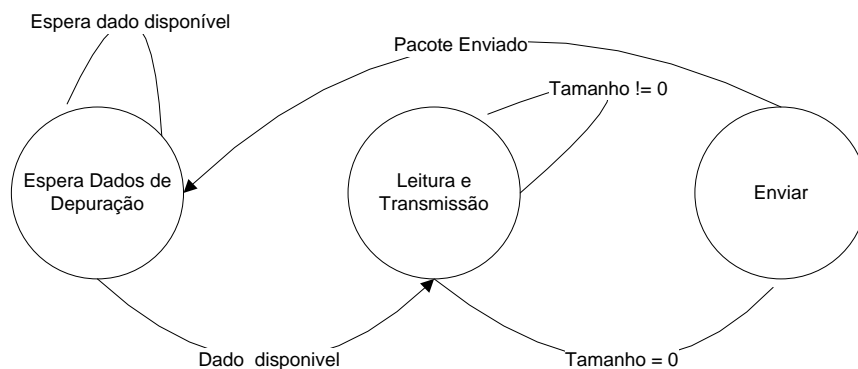 Espera dado disponível
Pacote Enviado
Tamanho != 0
Espera Dados de
Depuração
Leitura e
Transmissão
Enviar
Dado disponivel
Tamanho = 0